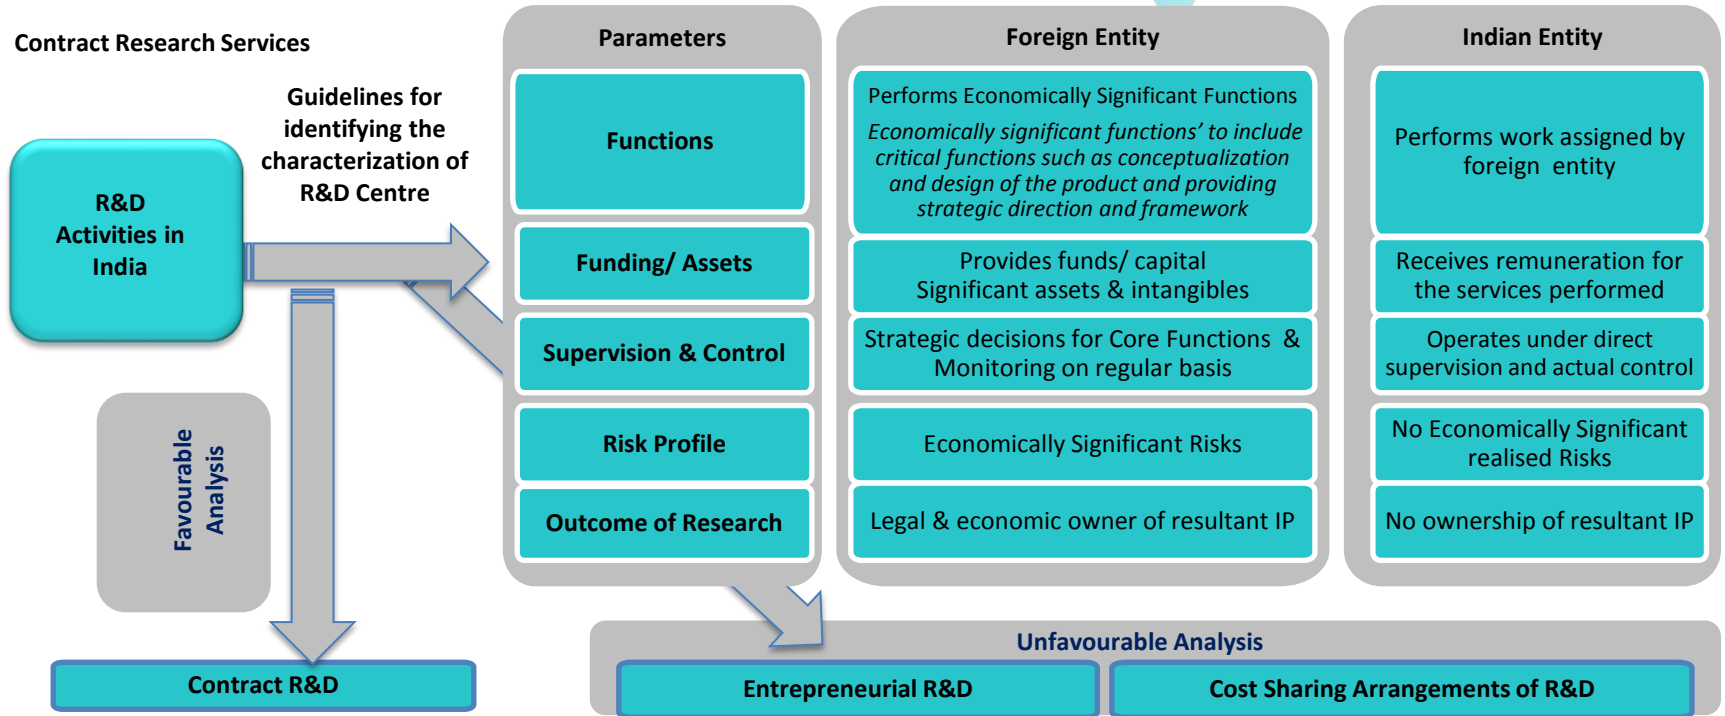 Contract Research Services
Guidelines for
identifying the
characterization of
R&D Centre
R&D
Activities in
India
Favourable
Analysis
Contract R&D
Parameters
Foreign Entity
Indian Entity
Functions
Performs Economically Significant Functions
Economically significant functions’ to include
critical functions such as conceptualization
and design of the product and providing
strategic direction and framework
Performs work assigned by
foreign entity
Funding/ Assets
Provides funds/ capital
Significant assets & intangibles
Receives remuneration for
the services performed
Supervision & Control
Strategic decisions for Core Functions &
Monitoring on regular basis
Operates under direct
supervision and actual control
Risk Profile
Economically Significant Risks
No Economically Significant
realised Risks
Outcome of Research
Legal & economic owner of resultant IP
No ownership of resultant IP
Unfavourable Analysis
Entrepreneurial R&D
Cost Sharing Arrangements of R&D